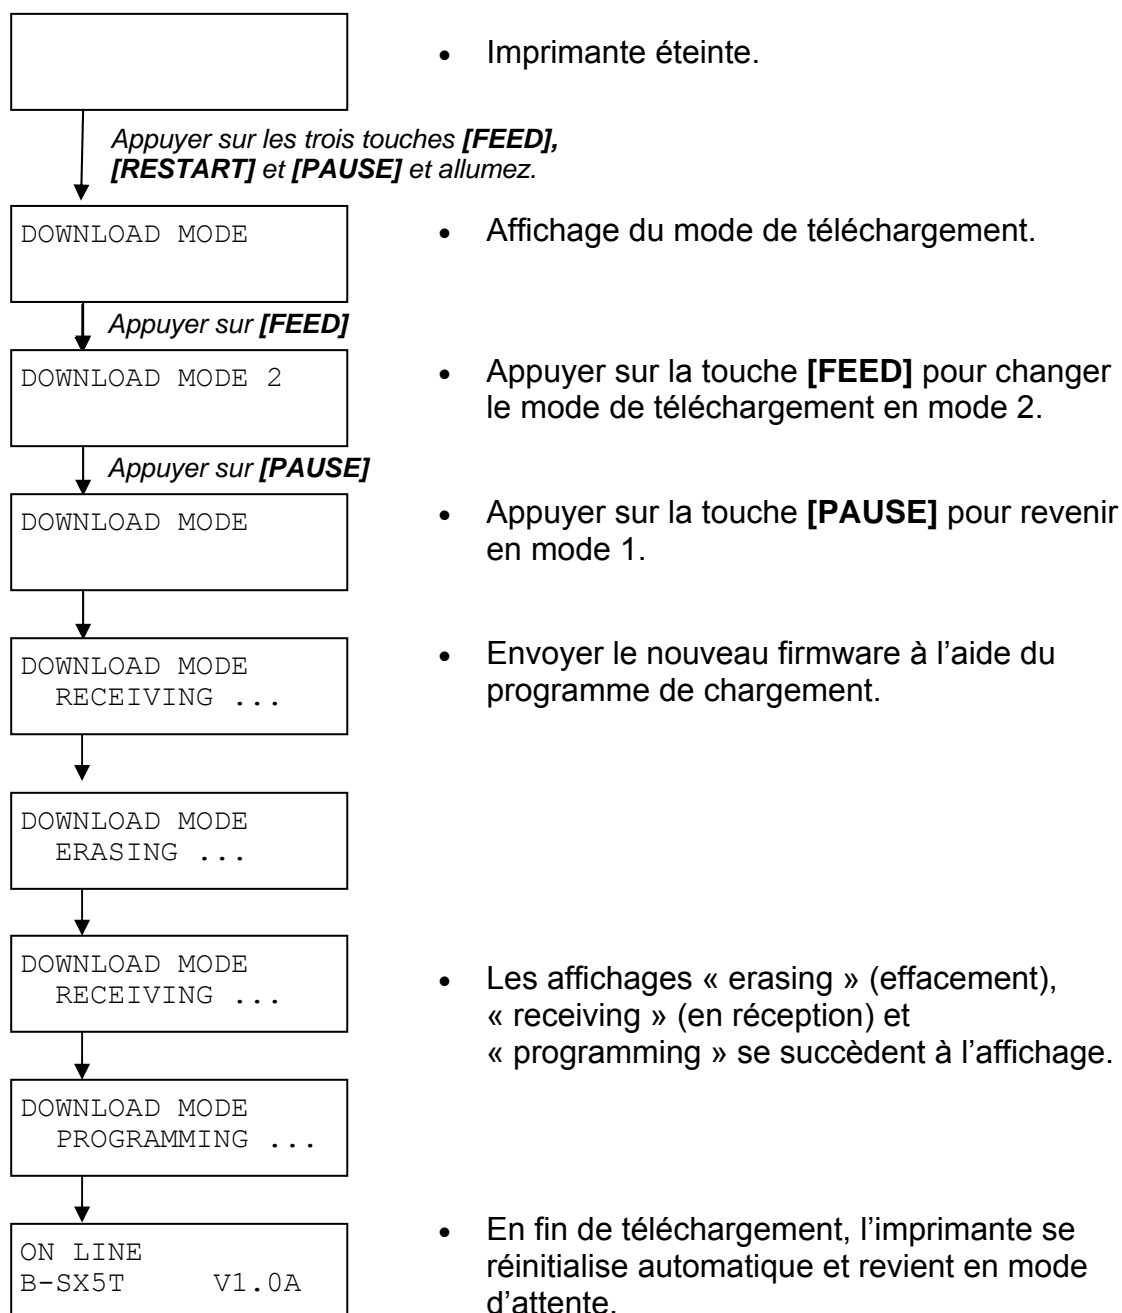 • Imprimante éteinte.
Appuyer sur les trois touches [FEED],
[RESTART] et [PAUSE] et allumez.
DOWNLOAD MODE
• Affichage du mode de téléchargement.
Appuyer sur [FEED]
DOWNLOAD MODE 2
• Appuyer sur la touche [FEED] pour changer
le mode de téléchargement en mode 2.
Appuyer sur [PAUSE]
DOWNLOAD MODE
• Appuyer sur la touche [PAUSE] pour revenir
en mode 1.
DOWNLOAD MODE
RECEIVING ...
• Envoyer le nouveau firmware à l’aide du
programme de chargement.
DOWNLOAD MODE
ERASING ...
DOWNLOAD MODE
RECEIVING ...
• Les affichages « erasing » (effacement),
« receiving » (en réception) et
« programming » se succèdent à l’affichage.
DOWNLOAD MODE
PROGRAMMING ...
ON LINE
B-SX5T V1.0A
• En fin de téléchargement, l’imprimante se
réinitialise automatique et revient en mode
d’attente.